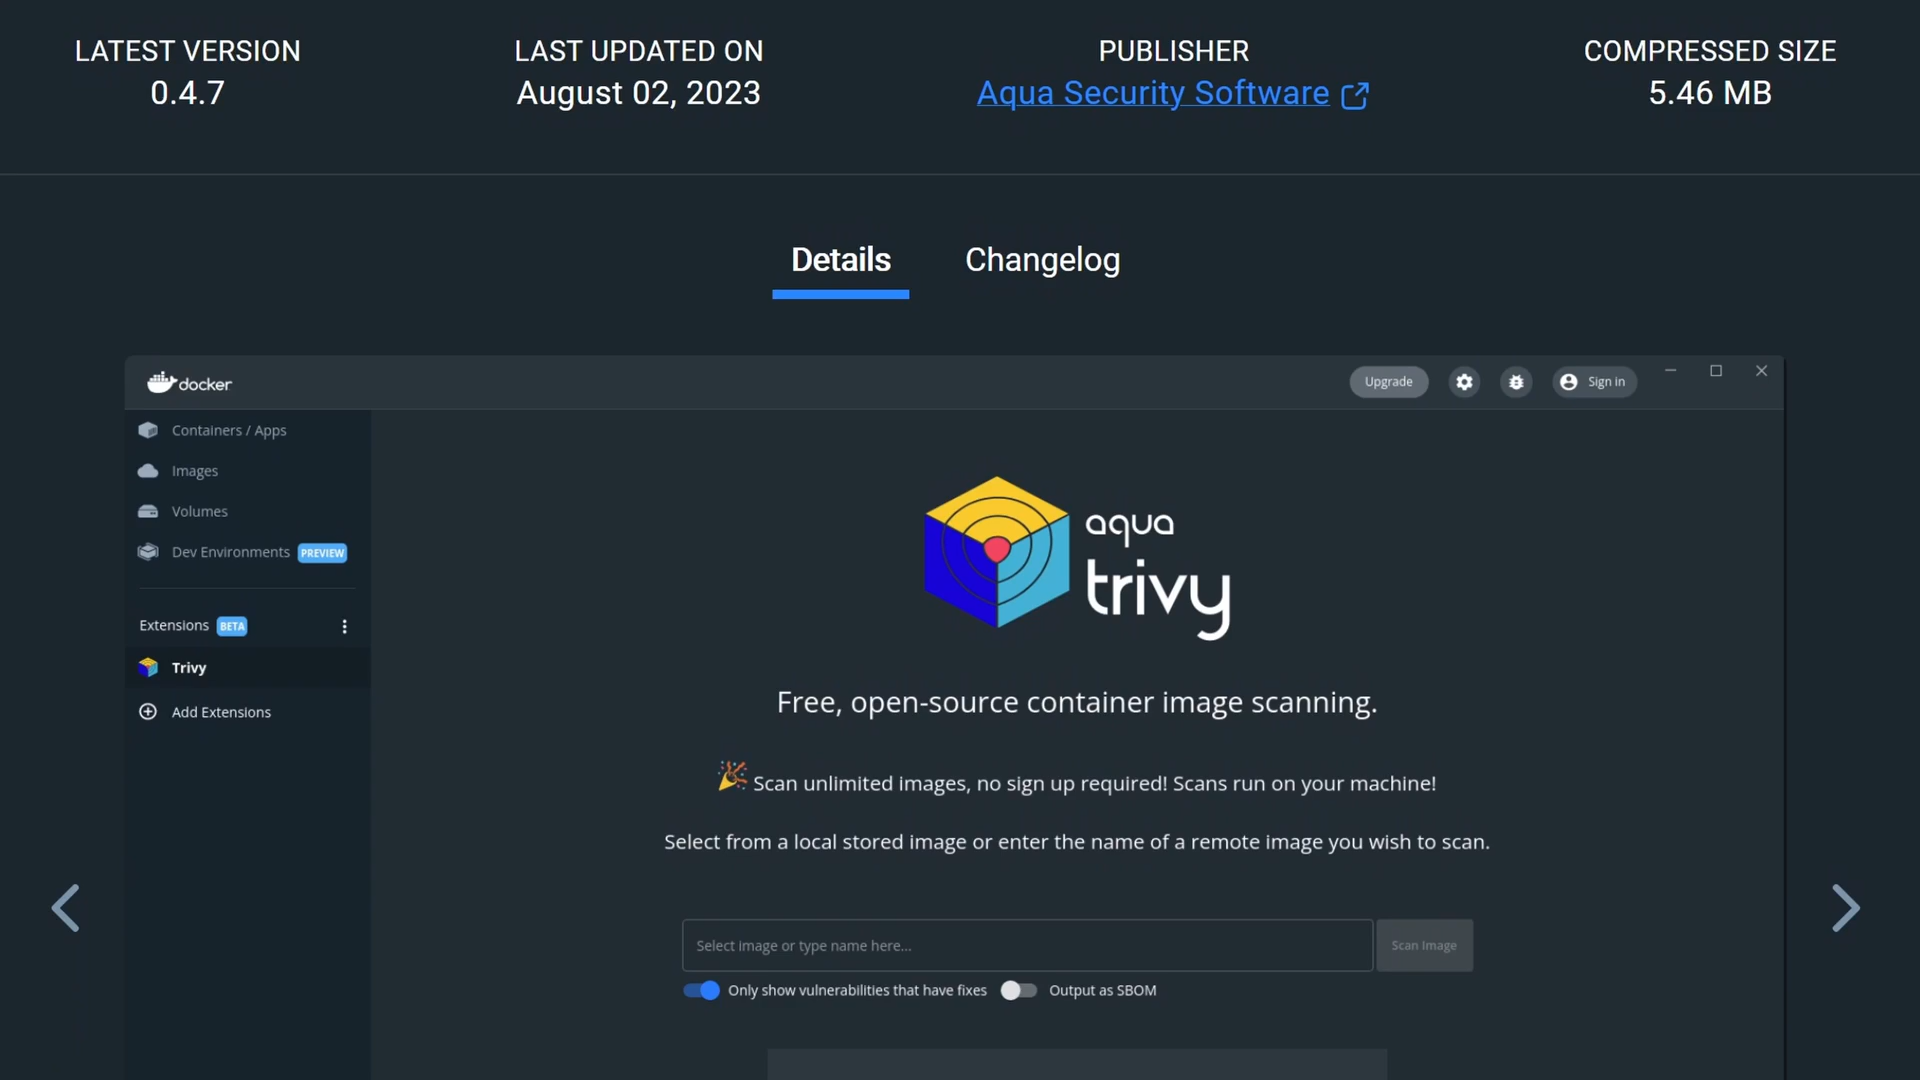 LATEST VERSION
0.4.7
LAST UPDATED ON
August 02, 2023
PUBLISHER
Aqua Security Software
COMPRESSED SIZE
5.46 MB
Details
Changelog
docker
Upgrade
Sign in
Containers / Apps
Images
Volumes
Dev Environments PREVIEW
Extensions BETA
Trivy
Add Extensions
aqua
trivy
Free, open-source container image scanning.
Scan unlimited images, no sign up required! Scans run on your machine!
Select from a local stored image or enter the name of a remote image you wish to scan.
Select image or type name here...
Scan Image
Only show vulnerabilities that have fixes
Output as SBOM